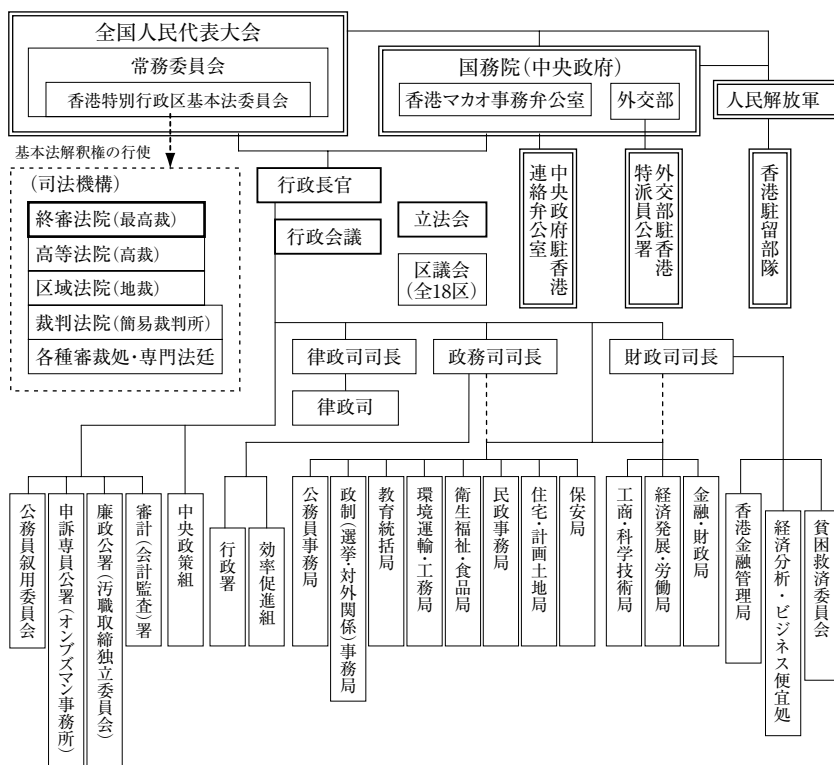 全国人民代表大会
常務委員会
香港特別行政区基本法委員会
国務院(中央政府)
香港マカオ事務弁公室
外交部
人民解放軍
基本法解釈権の行使
(司法機構)
終審法院(最高裁)
高等法院(高裁)
区域法院(地裁)
裁判法院(簡易裁判所)
各種審裁処・専門法廷
行政長官
行政会議
立法会
区議会
(全18区)
中央政府駐香港
連絡弁公室
外交部駐香港
特派員公署
香港駐留部隊
律政司司長
政務司司長
財政司司長
律政司
公務員叙用委員会
申訴専員公署(オンブズマン事務所)
廉政公署(汚職取締独立委員会)
審計(会計監査)署
中央政策組
行政署
効率促進組
公務員事務局
政制(選挙・対外関係)事務局
教育統括局
環境運輸・工務局
衛生福祉・食品局
民政事務局
住宅・計画土地局
保安局
工商・科学技術局
経済発展・労働局
金融・財政局
香港金融管理局
経済分析・ビジネス便宜処
貧困救済委員会